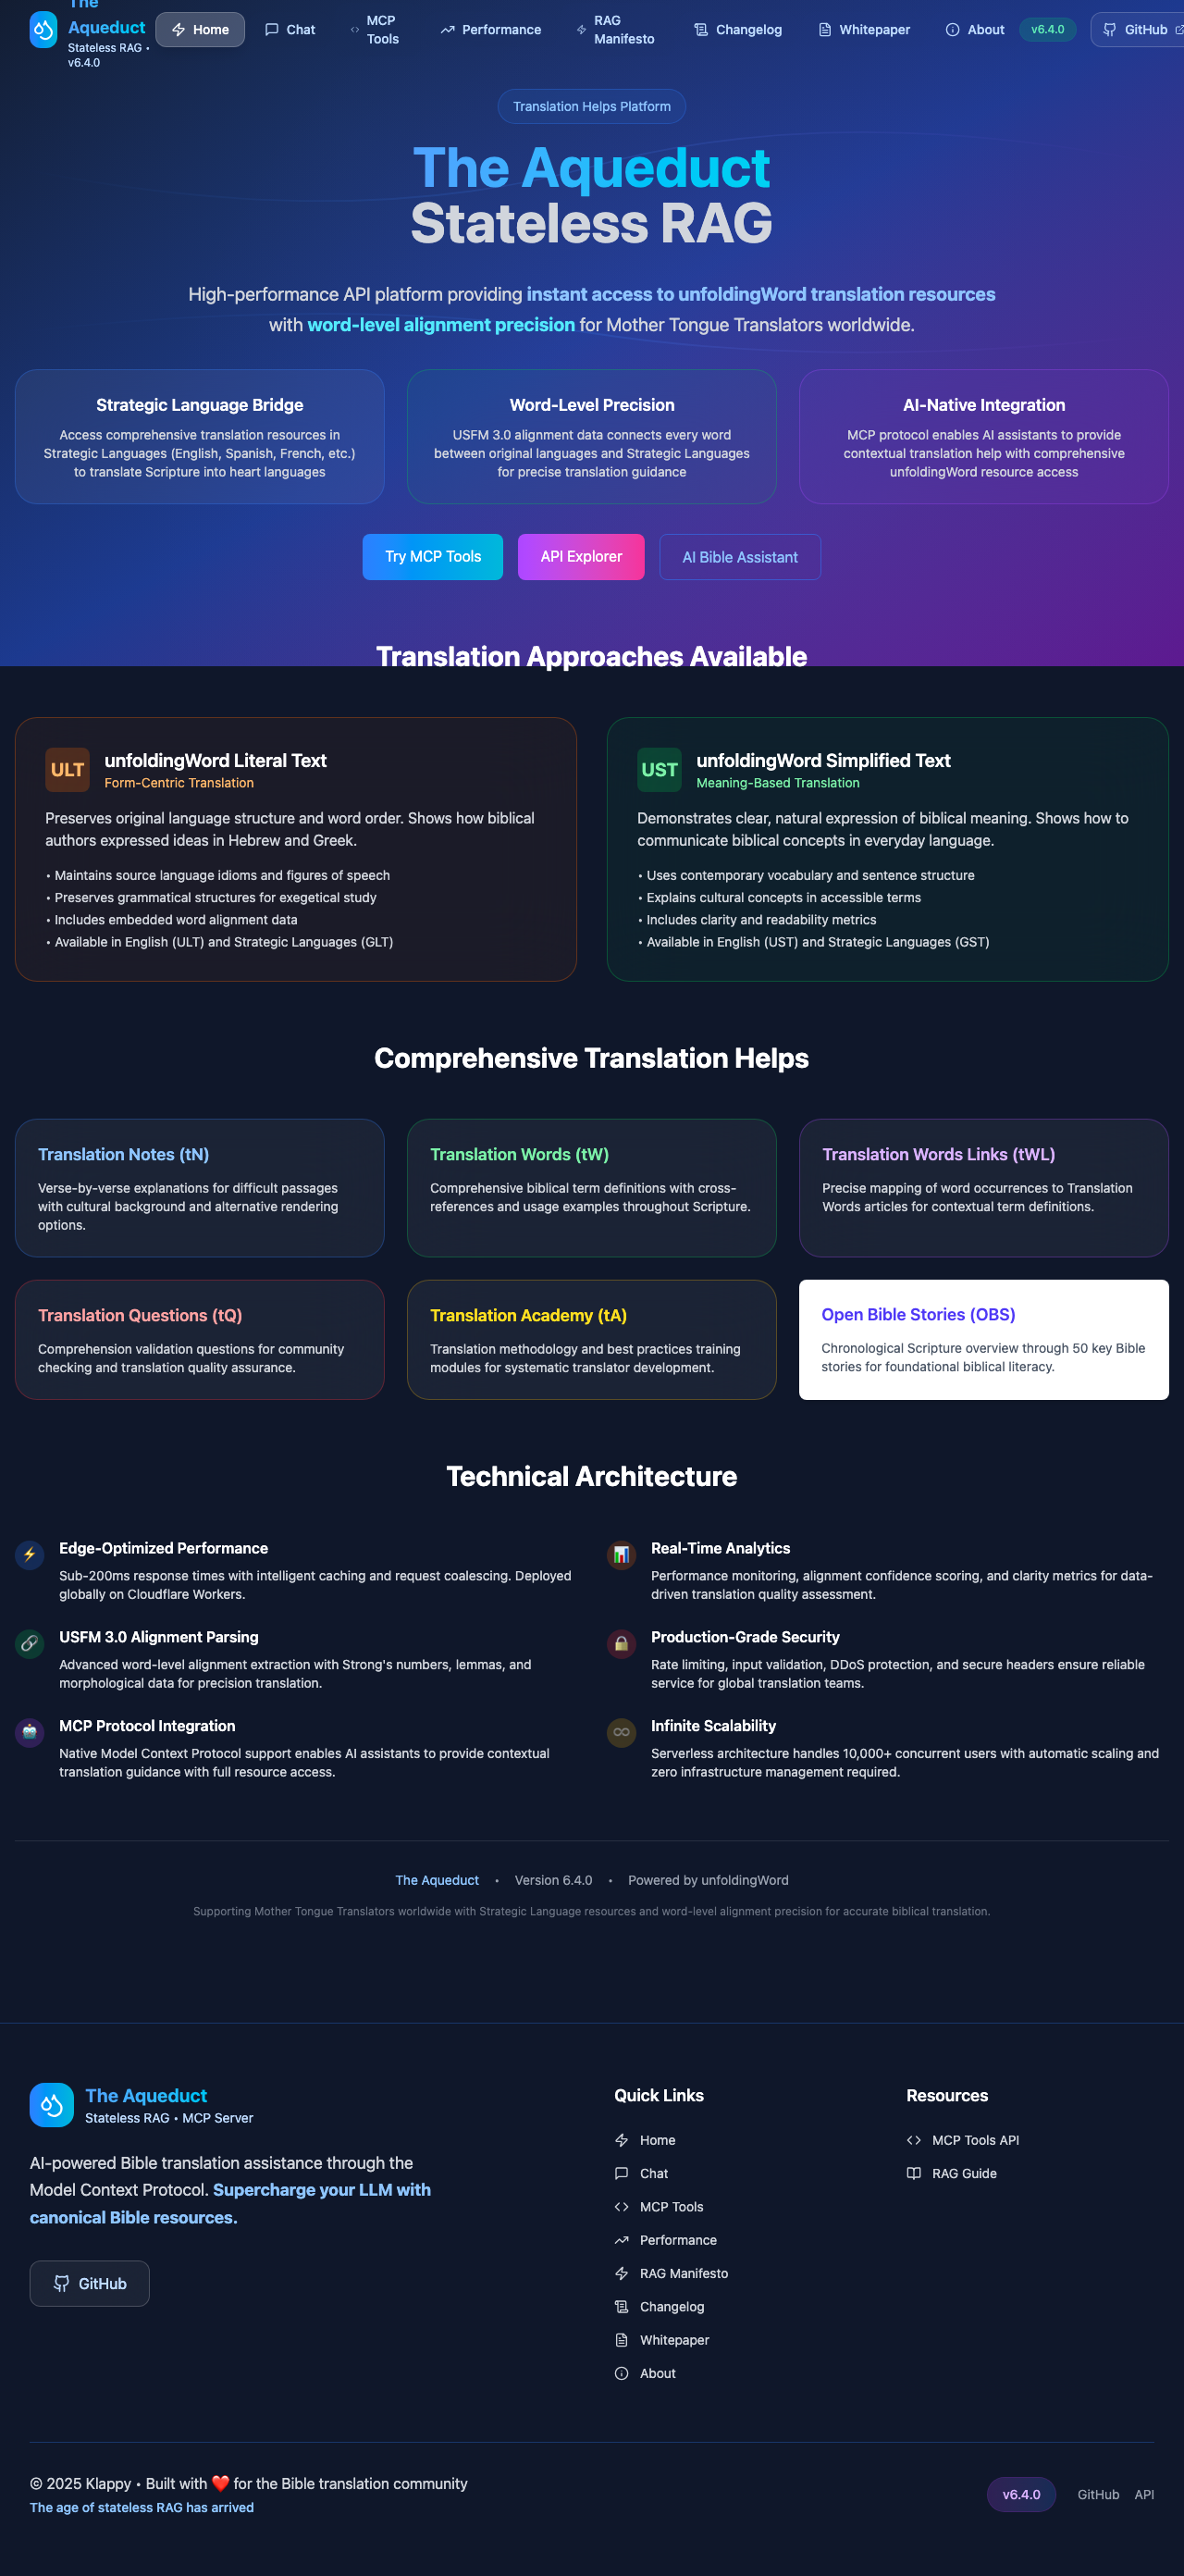 The
Aqueduct
Stateless RAG •
v6.4.0
Home
Chat
MCP
Tools
Performance
RAG
Manifesto
Changelog
Whitepaper
About
v6.4.0
GitHub
Translation Helps Platform
The Aqueduct
Stateless RAG
High-performance API platform providing instant access to unfoldingWord translation resources
with word-level alignment precision for Mother Tongue Translators worldwide.
Strategic Language Bridge
Access comprehensive translation resources in
Strategic Languages (English, Spanish, French, etc.)
to translate Scripture into heart languages
Word-Level Precision
USFM 3.0 alignment data connects every word
between original languages and Strategic Languages
for precise translation guidance
AI-Native Integration
MCP protocol enables AI assistants to provide
contextual translation help with comprehensive
unfoldingWord resource access
Try MCP Tools
API Explorer
AI Bible Assistant
Translation Approaches Available
ULT
unfoldingWord Literal Text
Form-Centric Translation
Preserves original language structure and word order. Shows how biblical
authors expressed ideas in Hebrew and Greek.
• Maintains source language idioms and figures of speech
• Preserves grammatical structures for exegetical study
• Includes embedded word alignment data
• Available in English (ULT) and Strategic Languages (GLT)
UST
unfoldingWord Simplified Text
Meaning-Based Translation
Demonstrates clear, natural expression of biblical meaning. Shows how to
communicate biblical concepts in everyday language.
• Uses contemporary vocabulary and sentence structure
• Explains cultural concepts in accessible terms
• Includes clarity and readability metrics
• Available in English (UST) and Strategic Languages (GST)
Comprehensive Translation Helps
Translation Notes (tN)
Verse-by-verse explanations for difficult passages
with cultural background and alternative rendering
options.
Translation Words (tW)
Comprehensive biblical term definitions with cross-
references and usage examples throughout Scripture.
Translation Words Links (tWL)
Precise mapping of word occurrences to Translation
Words articles for contextual term definitions.
Translation Questions (tQ)
Comprehension validation questions for community
checking and translation quality assurance.
Translation Academy (tA)
Translation methodology and best practices training
modules for systematic translator development.
Open Bible Stories (OBS)
Chronological Scripture overview through 50 key Bible
stories for foundational biblical literacy.
Technical Architecture
Edge-Optimized Performance
Sub-200ms response times with intelligent caching and request coalescing. Deployed
globally on Cloudflare Workers.
Real-Time Analytics
Performance monitoring, alignment confidence scoring, and clarity metrics for data-
driven translation quality assessment.
USFM 3.0 Alignment Parsing
Advanced word-level alignment extraction with Strong's numbers, lemmas, and
morphological data for precision translation.
Production-Grade Security
Rate limiting, input validation, DDoS protection, and secure headers ensure reliable
service for global translation teams.
MCP Protocol Integration
Native Model Context Protocol support enables AI assistants to provide contextual
translation guidance with full resource access.
Infinite Scalability
Serverless architecture handles 10,000+ concurrent users with automatic scaling and
zero infrastructure management required.
The Aqueduct • Version 6.4.0 • Powered by unfoldingWord
Supporting Mother Tongue Translators worldwide with Strategic Language resources and word-level alignment precision for accurate biblical translation.
The Aqueduct
Stateless RAG • MCP Server
AI-powered Bible translation assistance through the
Model Context Protocol. Supercharge your LLM with
canonical Bible resources.
GitHub
Quick Links
Home
Chat
MCP Tools
Performance
RAG Manifesto
Changelog
Whitepaper
About
Resources
MCP Tools API
RAG Guide
© 2025 Klappy • Built with ❤️ for the Bible translation community
The age of stateless RAG has arrived
v6.4.0
GitHub
API